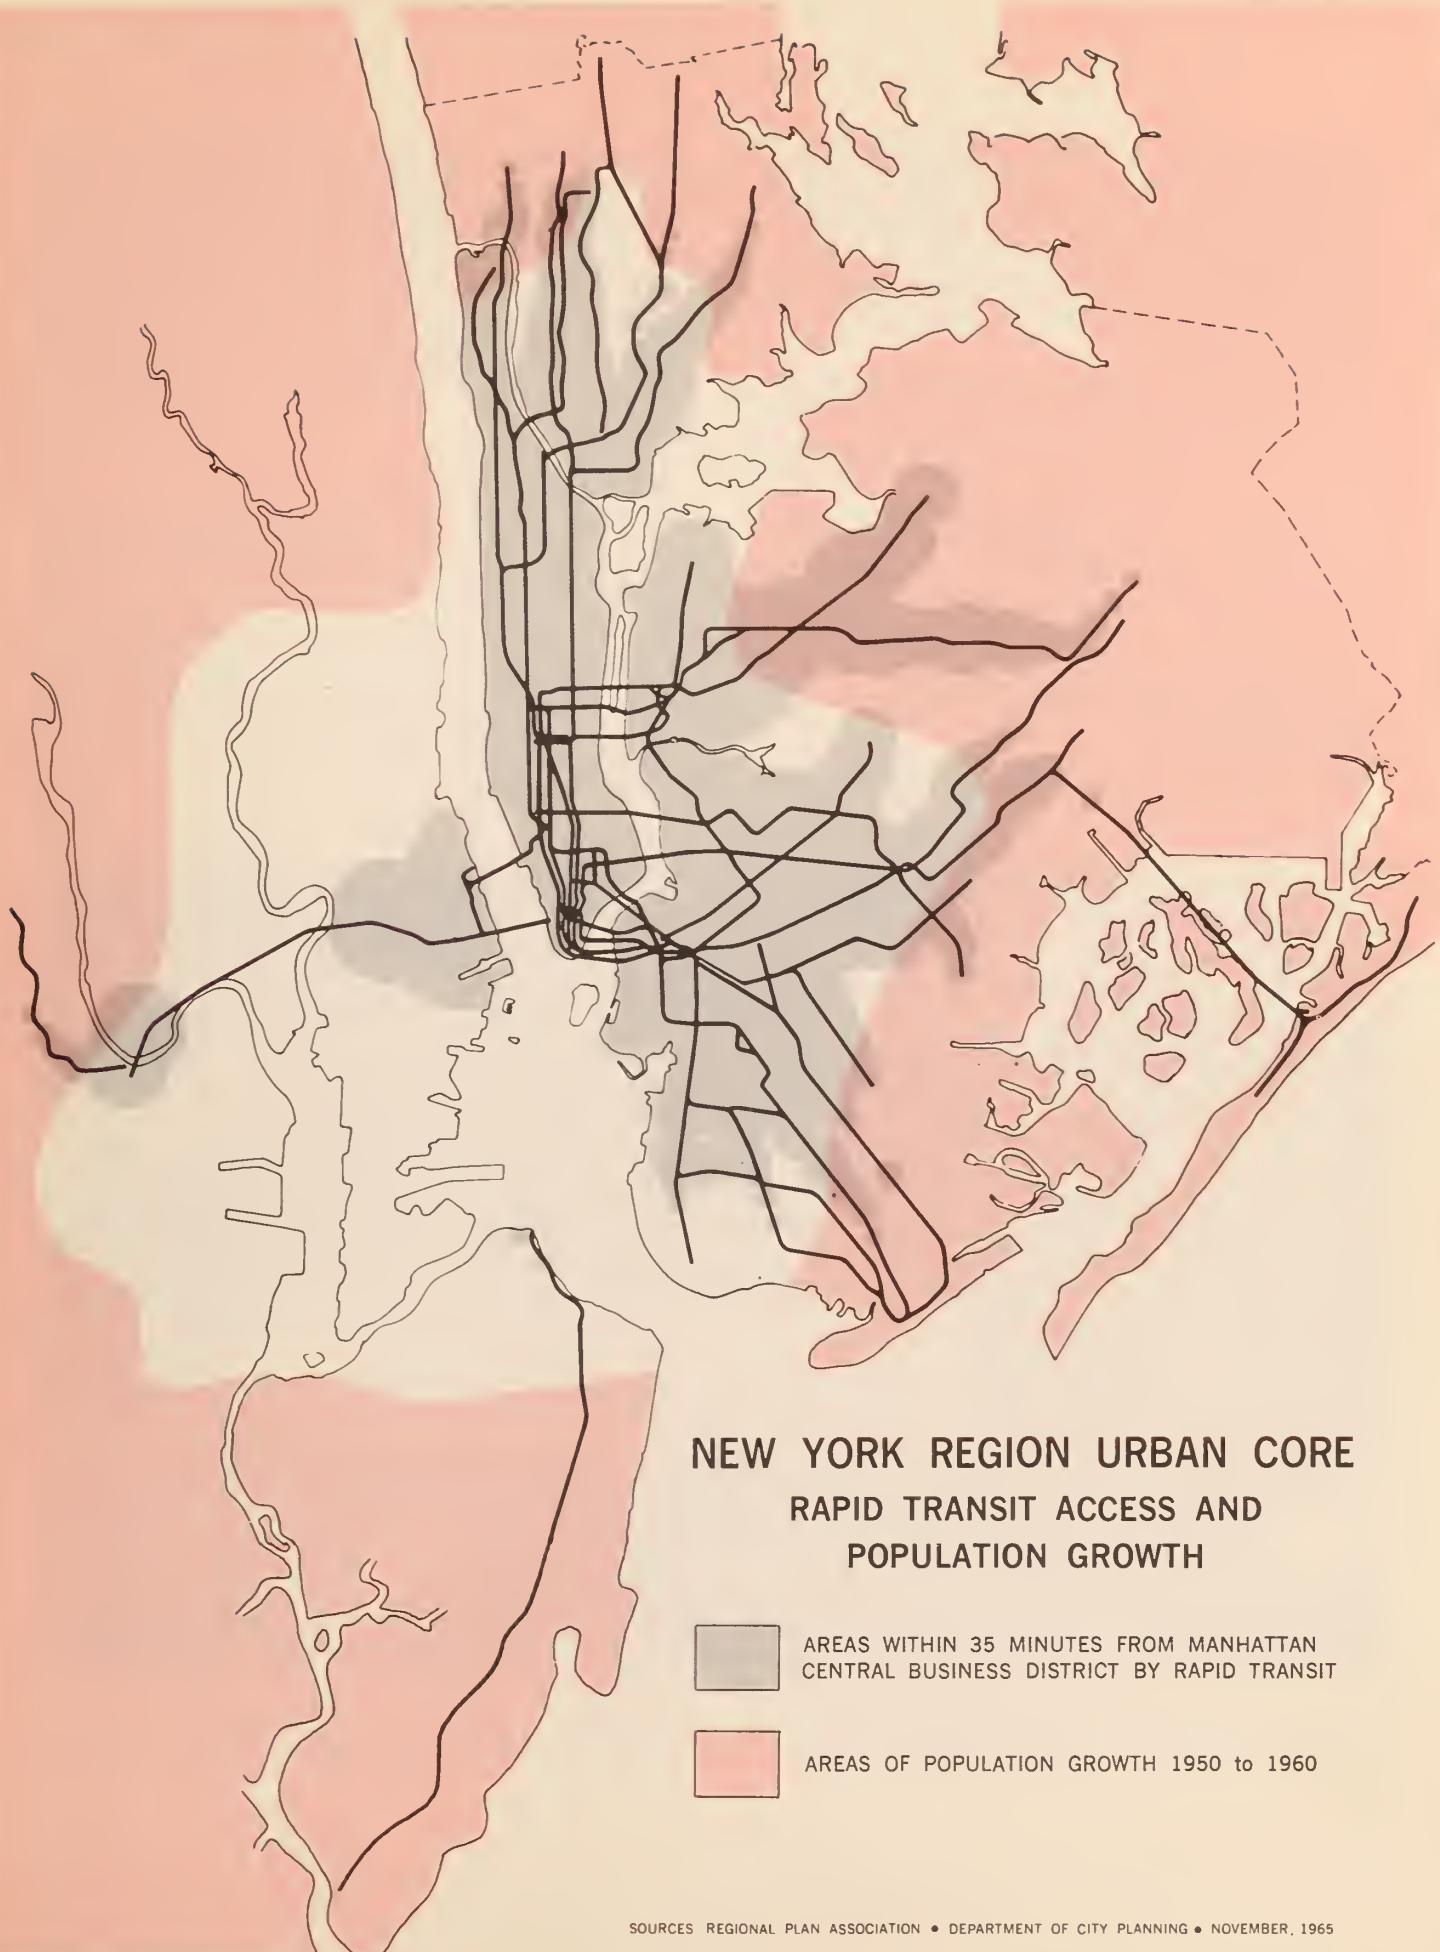 NEW YORK REGION URBAN CORE
RAPID TRANSIT ACCESS AND
POPULATION GROWTH
AREAS WITHIN 35 MINUTES FROM MANHATTAN
CENTRAL BUSINESS DISTRICT BY RAPID TRANSIT
AREAS OF POPULATION GROWTH 1950 to 1960
SOURCES REGIONAL PLAN ASSOCIATION • DEPARTMENT OF CITY PLANNING • NOVEMBER, 1965